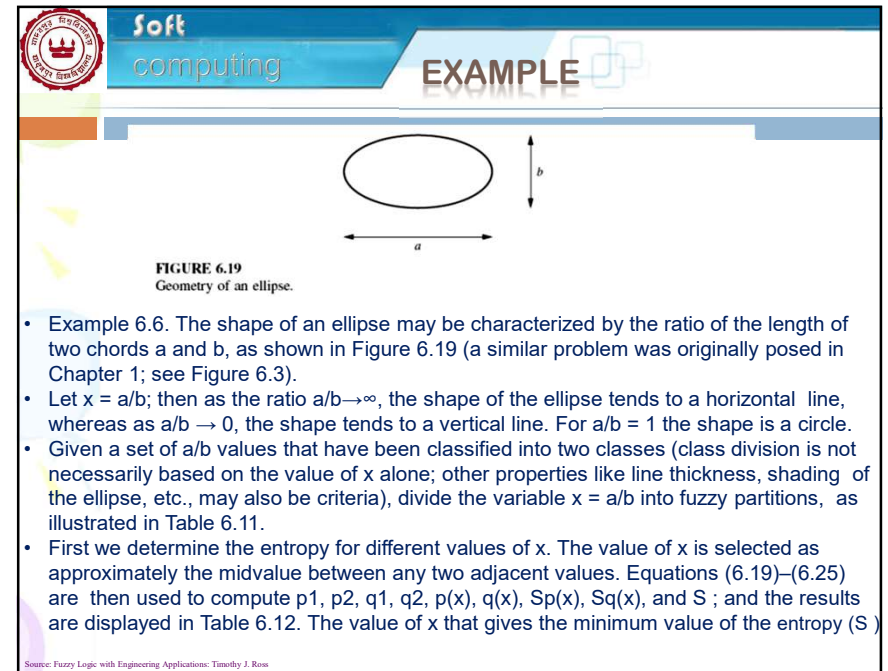 Soft
computing
EXAMPLE
b
a
FIGURE 6.19
Geometry of an ellipse.
• Example 6.6. The shape of an ellipse may be characterized by the ratio of the length of
two chords a and b, as shown in Figure 6.19 (a similar problem was originally posed in
Chapter 1; see Figure 6.3).
• Let x = a/b; then as the ratio a/b→∞, the shape of the ellipse tends to a horizontal line,
whereas as a/b → 0, the shape tends to a vertical line. For a/b = 1 the shape is a circle.
• Given a set of a/b values that have been classified into two classes (class division is not
necessarily based on the value of x alone; other properties like line thickness, shading of
the ellipse, etc., may also be criteria), divide the variable x = a/b into fuzzy partitions, as
illustrated in Table 6.11.
• First we determine the entropy for different values of x. The value of x is selected as
approximately the midvalue between any two adjacent values. Equations (6.19)–(6.25)
are then used to compute p1, p2, q1, q2, p(x), q(x), Sp(x), Sq(x), and S ; and the results
are displayed in Table 6.12. The value of x that gives the minimum value of the entropy (S )
Source: Fuzzy Logic with Engineering Applications: Timothy J. Ross